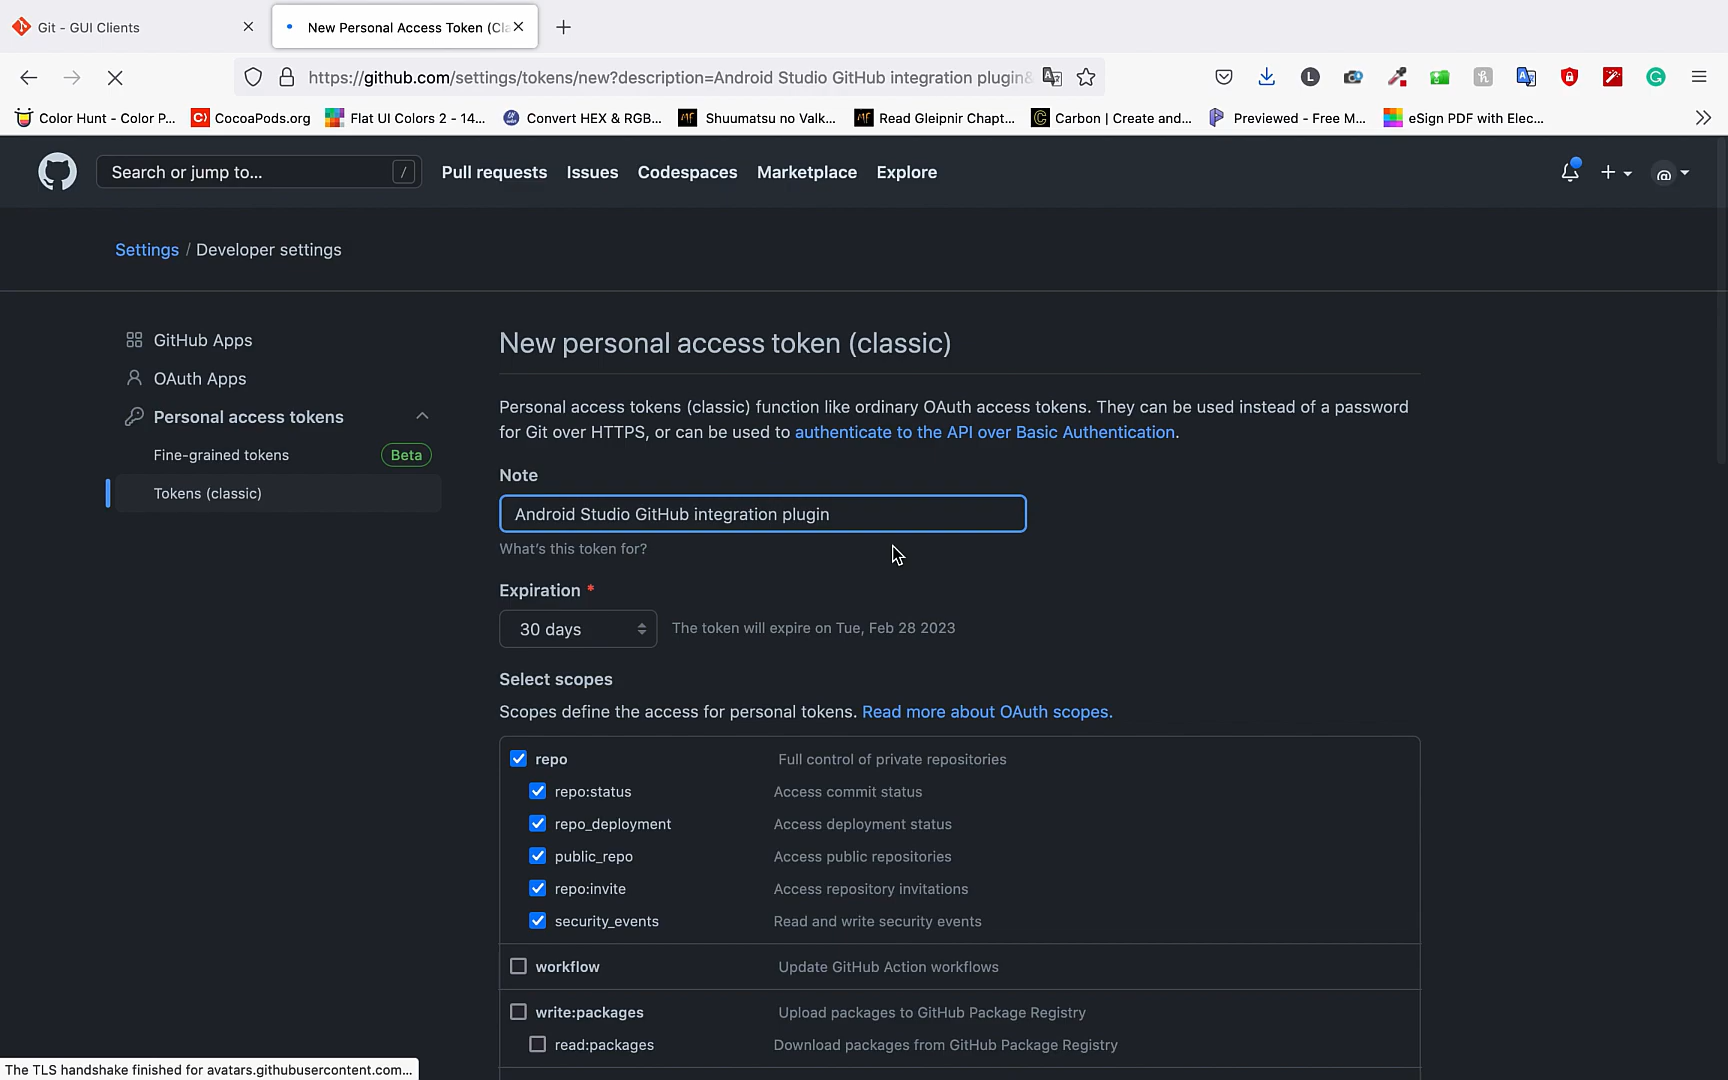 Git - GUI Clients
New Personal Access Token (Cla
https://github.com/settings/tokens/new?description=Android Studio GitHub integration plugin&
Color Hunt - Color P...
CocoaPods.org
Flat UI Colors 2 - 14...
Convert HEX & RGB...
Shuumatsu no Valk...
Read Gleipnir Chapt...
Carbon | Create and...
Previewed - Free M...
eSign PDF with Elec...
Search or jump to...
/
Pull requests
Issues
Codespaces
Marketplace
Explore
Settings / Developer settings
GitHub Apps
OAuth Apps
Personal access tokens
Fine-grained tokens
Beta
Tokens (classic)
New personal access token (classic)
Personal access tokens (classic) function like ordinary OAuth access tokens. They can be used instead of a password
for Git over HTTPS, or can be used to authenticate to the API over Basic Authentication.
Note
Android Studio GitHub integration plugin
What's this token for?
Expiration *
30 days
The token will expire on Tue, Feb 28 2023
Select scopes
Scopes define the access for personal tokens. Read more about OAuth scopes.
repo Full control of private repositories
repo:status Access commit status
repo_deployment Access deployment status
public_repo Access public repositories
repo:invite Access repository invitations
security_events Read and write security events
workflow Update GitHub Action workflows
write:packages Upload packages to GitHub Package Registry
read:packages Download packages from GitHub Package Registry
The TLS handshake finished for avatars.githubusercontent.com...